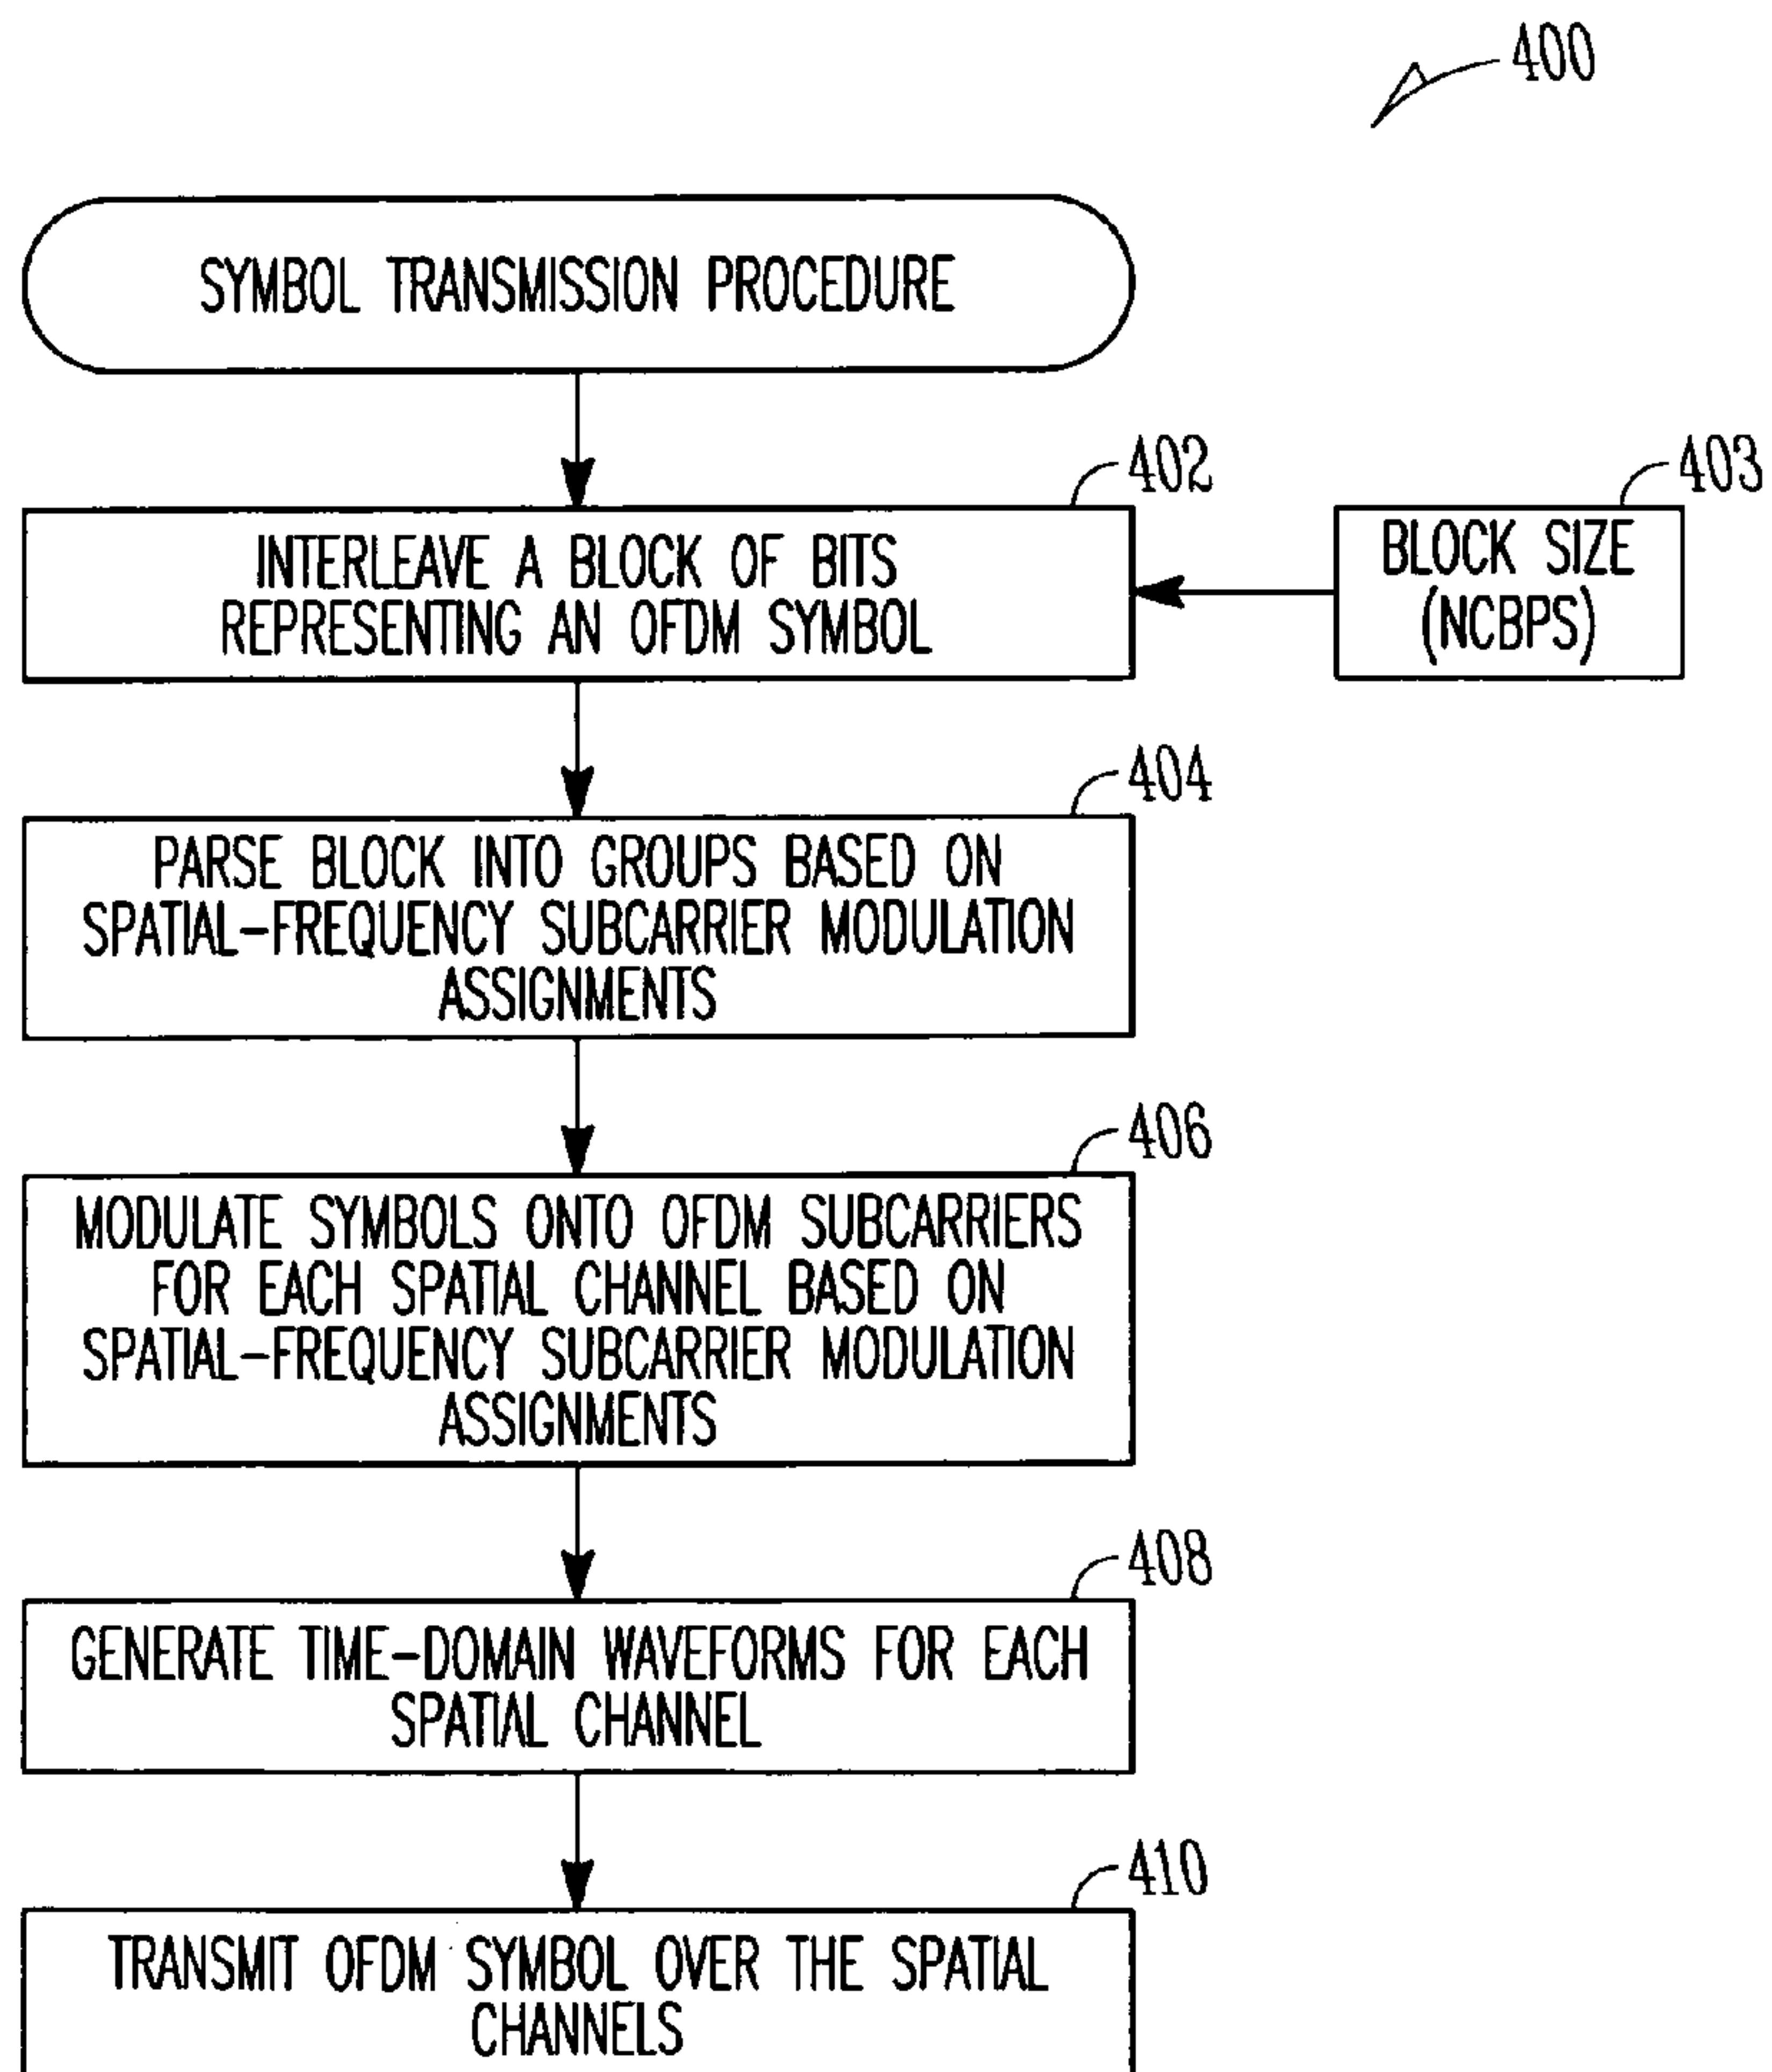 400
SYMBOL TRANSMISSION PROCEDURE
402
INTERLEAVE A BLOCK OF BITS
REPRESENTING AN OFDM SYMBOL
403
BLOCK SIZE
(NCBPS)
404
PARSE BLOCK INTO GROUPS BASED ON
SPATIAL-FREQUENCY SUBCARRIER MODULATION
ASSIGNMENTS
406
MODULATE SYMBOLS ONTO OFDM SUBCARRIERS
FOR EACH SPATIAL CHANNEL BASED ON
SPATIAL-FREQUENCY SUBCARRIER MODULATION
ASSIGNMENTS
408
GENERATE TIME-DOMAIN WAVEFORMS FOR EACH
SPATIAL CHANNEL
410
TRANSMIT OFDM SYMBOL OVER THE SPATIAL
CHANNELS